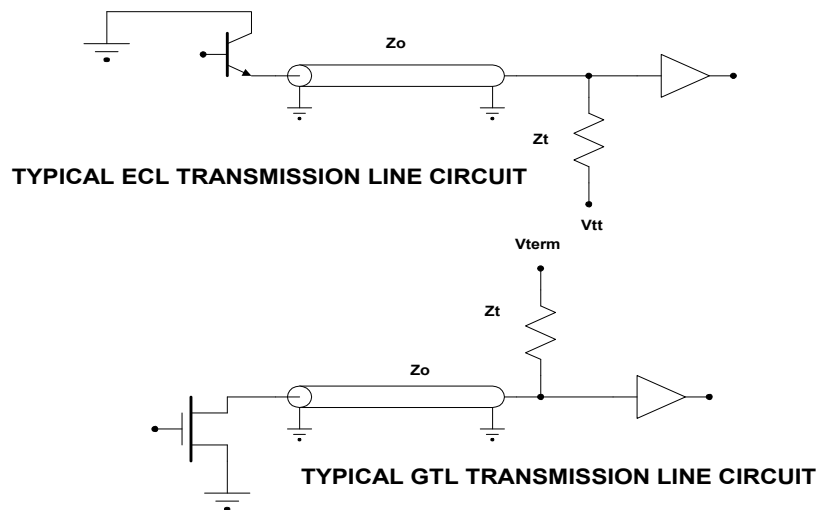 Zo
Zt
TYPICAL ECL TRANSMISSION LINE CIRCUIT
Vtt
Vterm
Zt
Zo
TYPICAL GTL TRANSMISSION LINE CIRCUIT